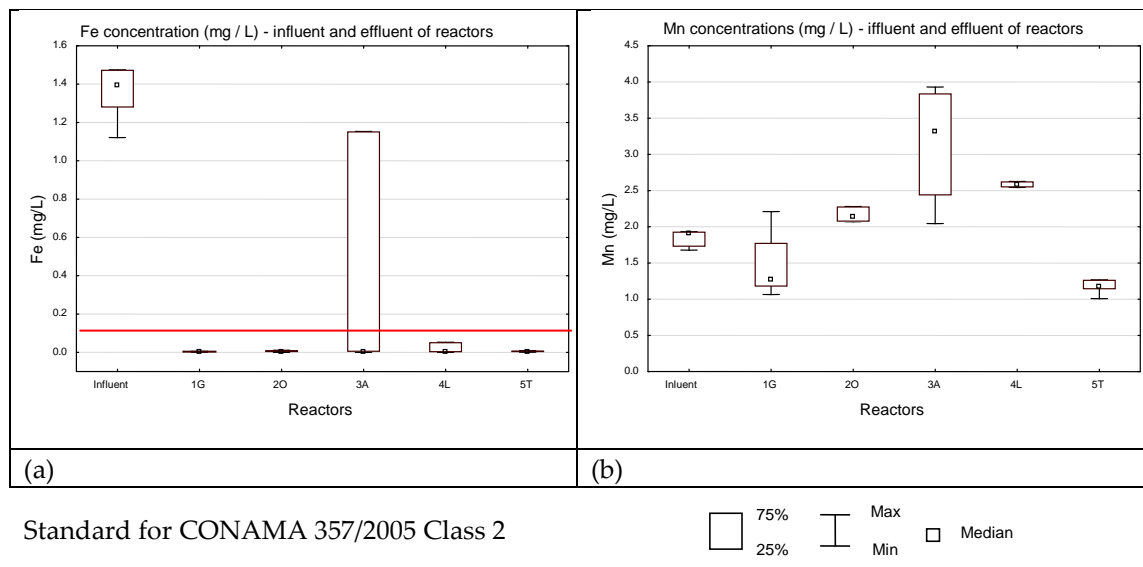 Fe concentration (mg / L) - influent and effluent of reactors
1.6
1.4
1.2
1.0
0.8
0.6
0.4
0.2
0.0
Fe (mg/L)
Influent 1G 2O 3A 4L 5T
Reactors
(a)
Mn concentrations (mg / L) - iffluent and effluent of reactors
4.5
4.0
3.5
3.0
2.5
2.0
1.5
1.0
0.5
0.0
Mn (mg/L)
Inluent 1G 2O 3A 4L 5T
Reactors
(b)
Standard for CONAMA 357/2005 Class 2
75%
25%
Max
Min
Median